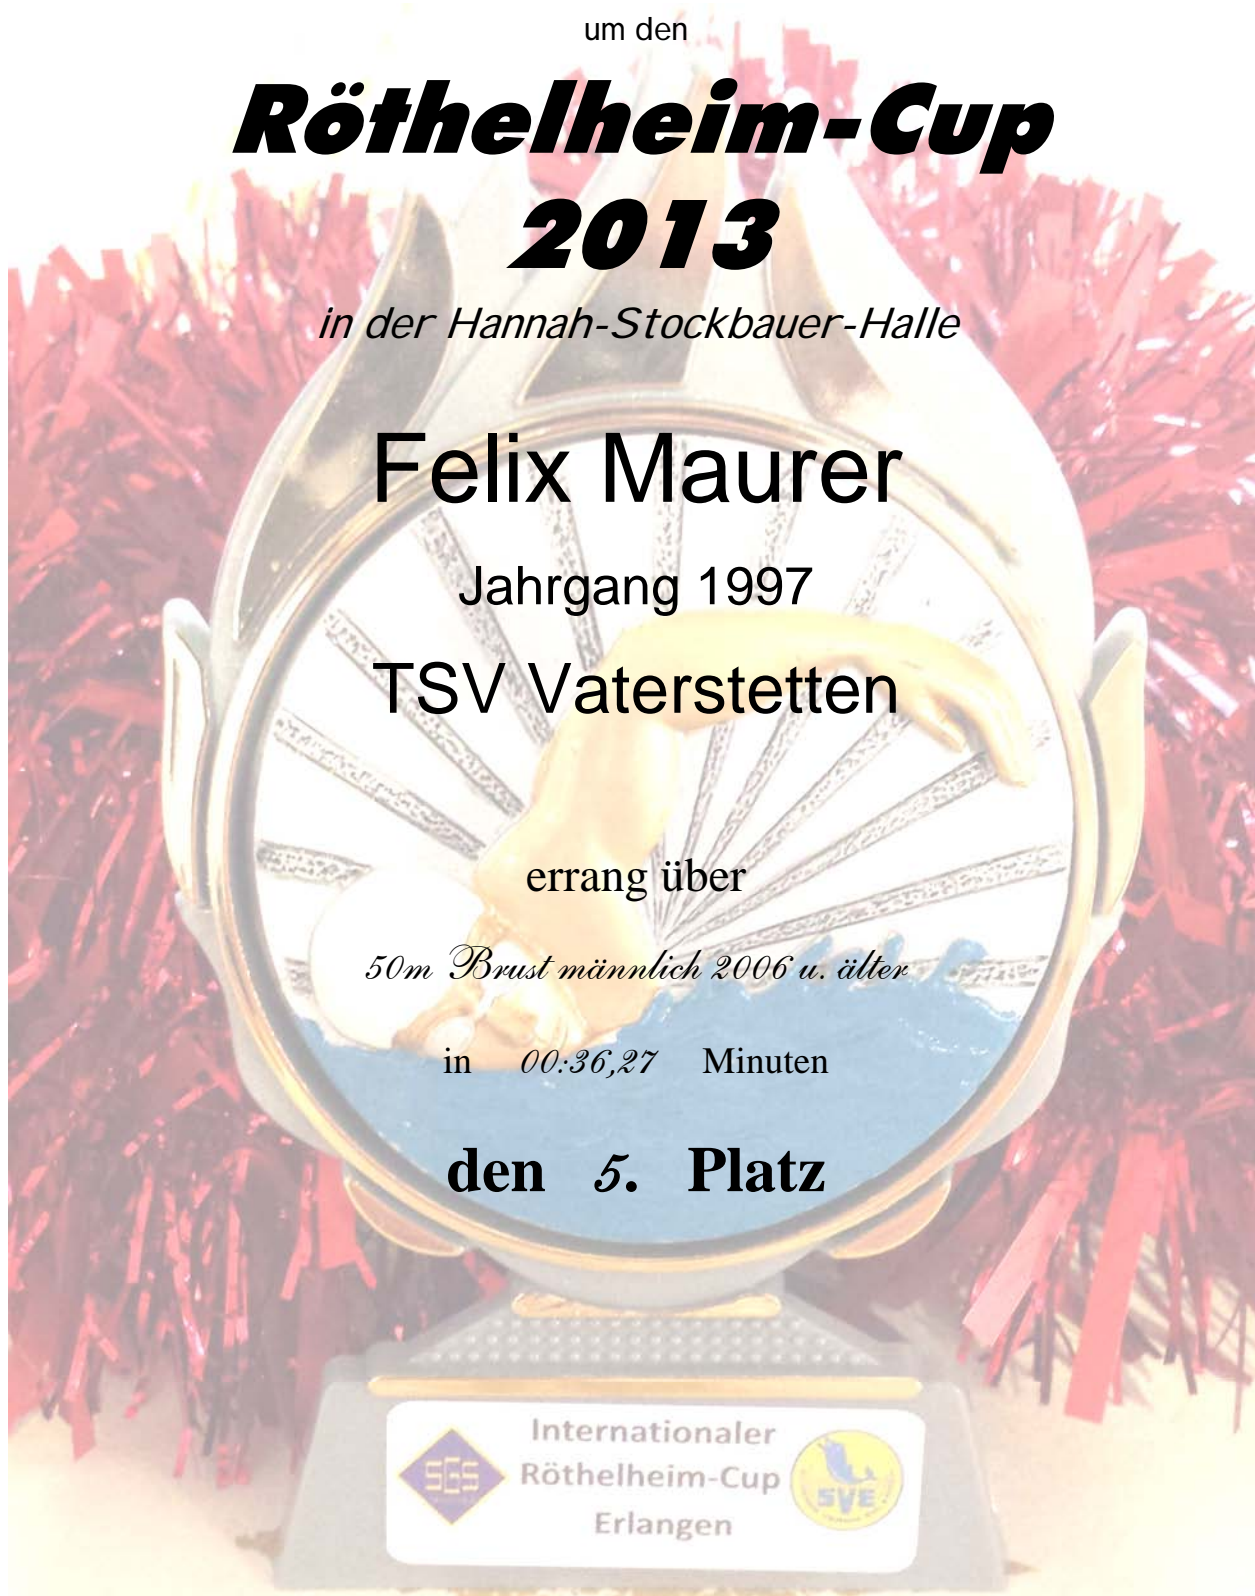 um den
Röthelheim-Cup
2013
in der Hannah-Stockbauer-Halle
Felix Maurer
Jahrgang 1997
TSV Vaterstetten
errang über
50m Brust männlich 2006 u. älter
in 00:36,27 Minuten
den 5. Platz
Internationaler
Röthelheim-Cup
Erlangen
SGS
SVE